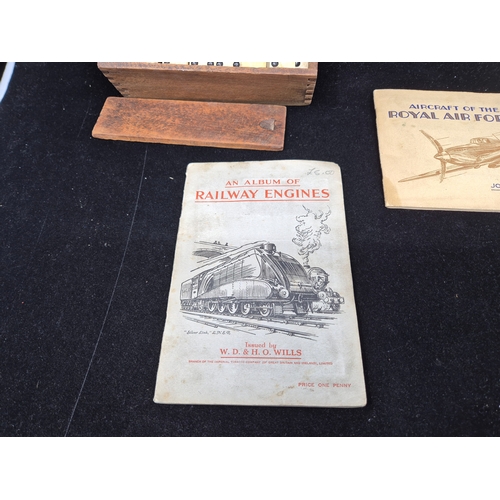 AN ALBUM OF
RAILWAY ENGINES
"Silver Link" L.N.E.R.
Issued by
W. D. & H. O. WILLS
PRICE ONE PENNY
AIRCRAFT OF THE
ROYAL AIR FOR
JO